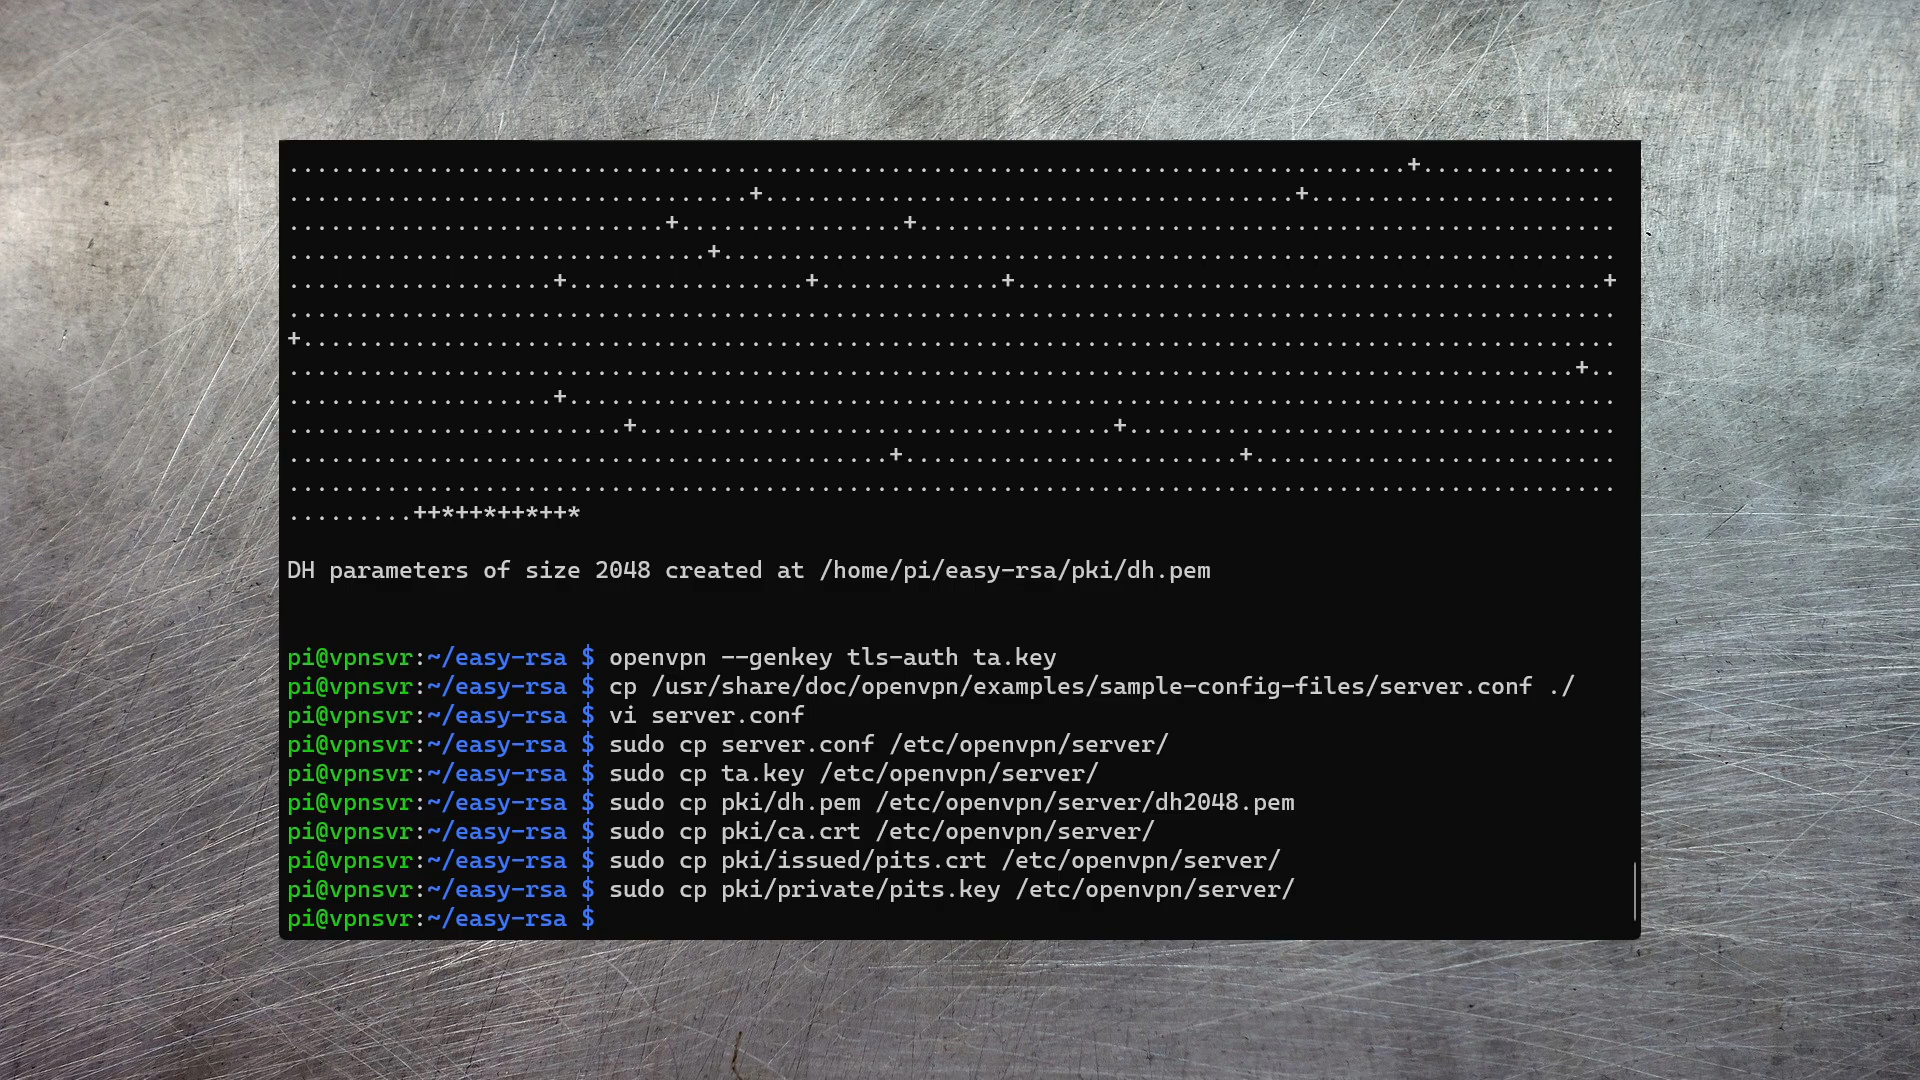 .................................................................................+..............
.................................+......................................+......................
...........................+................+..................................................
..............................+................................................................
...................+.................+.............+..........................................+
...............................................................................................
+..............................................................................................
............................................................................................+..
...................+...........................................................................
........................+..................................+...................................
...........................................+........................+..........................
...............................................................................................
.........++*++*++*++*++*
DH parameters of size 2048 created at /home/pi/easy-rsa/pki/dh.pem
pi@vpnsvr:~/easy-rsa $ openvpn --genkey tls-auth ta.key
pi@vpnsvr:~/easy-rsa $ cp /usr/share/doc/openvpn/examples/sample-config-files/server.conf ./
pi@vpnsvr:~/easy-rsa $ vi server.conf
pi@vpnsvr:~/easy-rsa $ sudo cp server.conf /etc/openvpn/server/
pi@vpnsvr:~/easy-rsa $ sudo cp ta.key /etc/openvpn/server/
pi@vpnsvr:~/easy-rsa $ sudo cp pki/dh.pem /etc/openvpn/server/dh2048.pem
pi@vpnsvr:~/easy-rsa $ sudo cp pki/ca.crt /etc/openvpn/server/
pi@vpnsvr:~/easy-rsa $ sudo cp pki/issued/pits.crt /etc/openvpn/server/
pi@vpnsvr:~/easy-rsa $ sudo cp pki/private/pits.key /etc/openvpn/server/
pi@vpnsvr:~/easy-rsa $